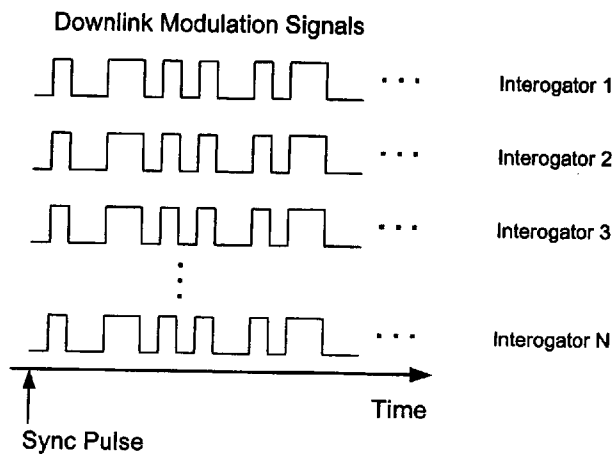 Downlink Modulation Signals
Interogator 1
Interogator 2
Interogator 3
Interogator N
Time
Sync Pulse